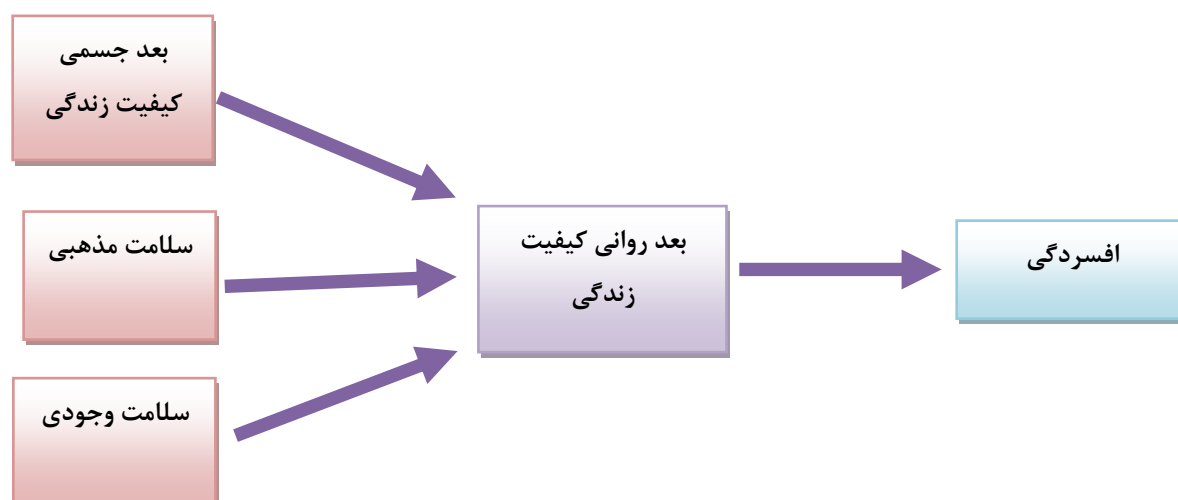 بعد جسمی
کیفیت زندگی
سلامت مذهبی
سلامت وجودی
بعد روانی کیفیت
زندگی
افسردگی